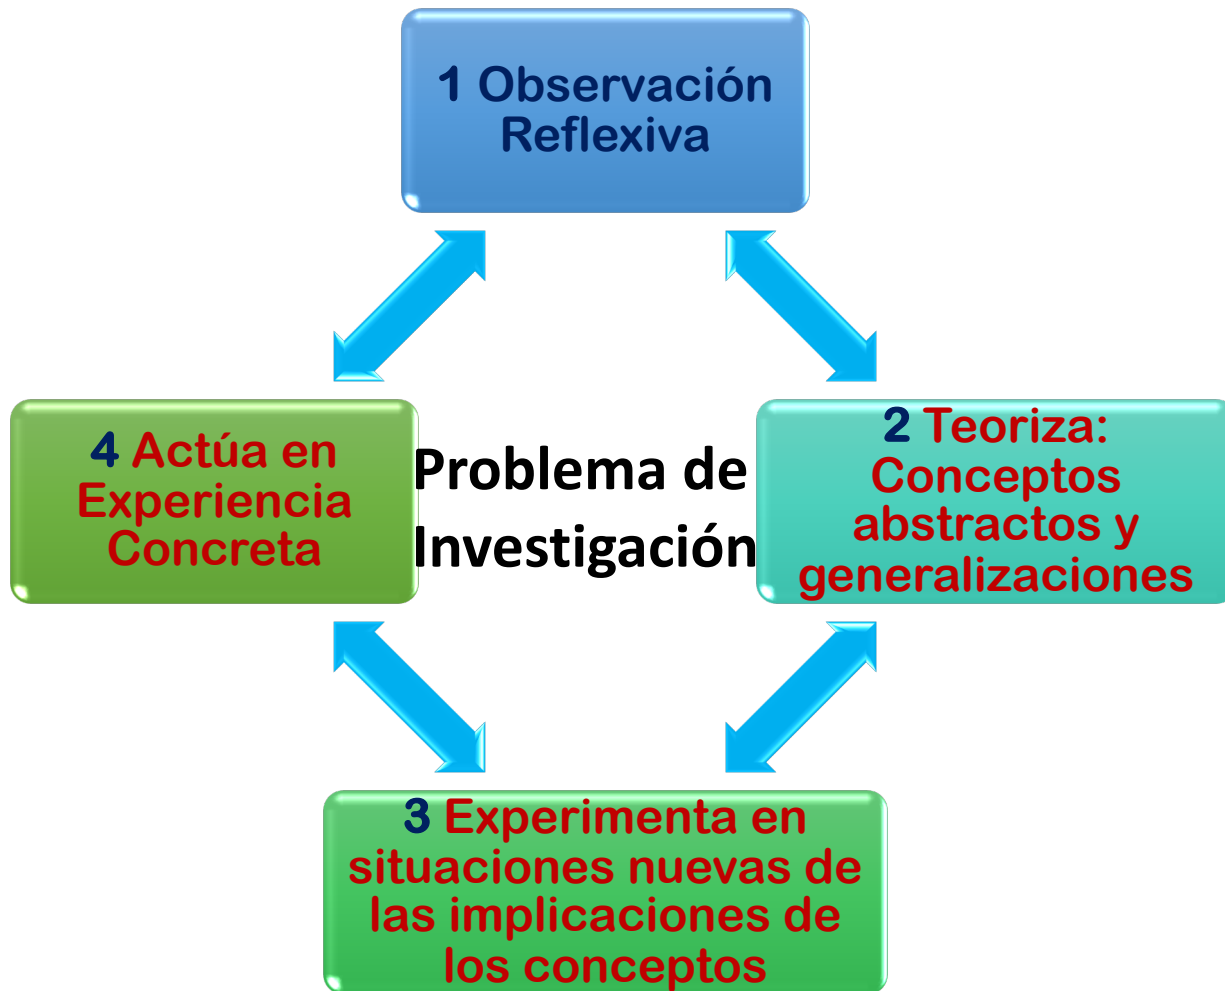 1 Observación
Reflexiva
4 Actúa en
Experiencia
Concreta
Problema de
Investigación
2 Teoriza:
Conceptos
abstractos y
generalizaciones
3 Experimenta en
situaciones nuevas de
las implicaciones de
los conceptos